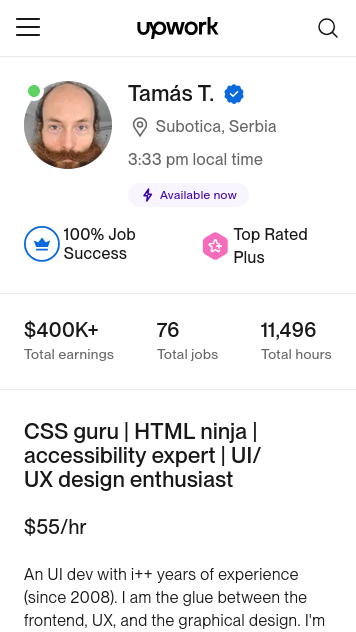 upwork
Tamás T.
Subotica, Serbia
3:33 pm local time
Available now
100% Job
Success
Top Rated
Plus
$400K+
Total earnings
76
Total jobs
11,496
Total hours
CSS guru | HTML ninja |
accessibility expert | UI/
UX design enthusiast
$55/hr
An UI dev with i++ years of experience
(since 2008). I am the glue between the
frontend, UX, and the graphical design. I'm